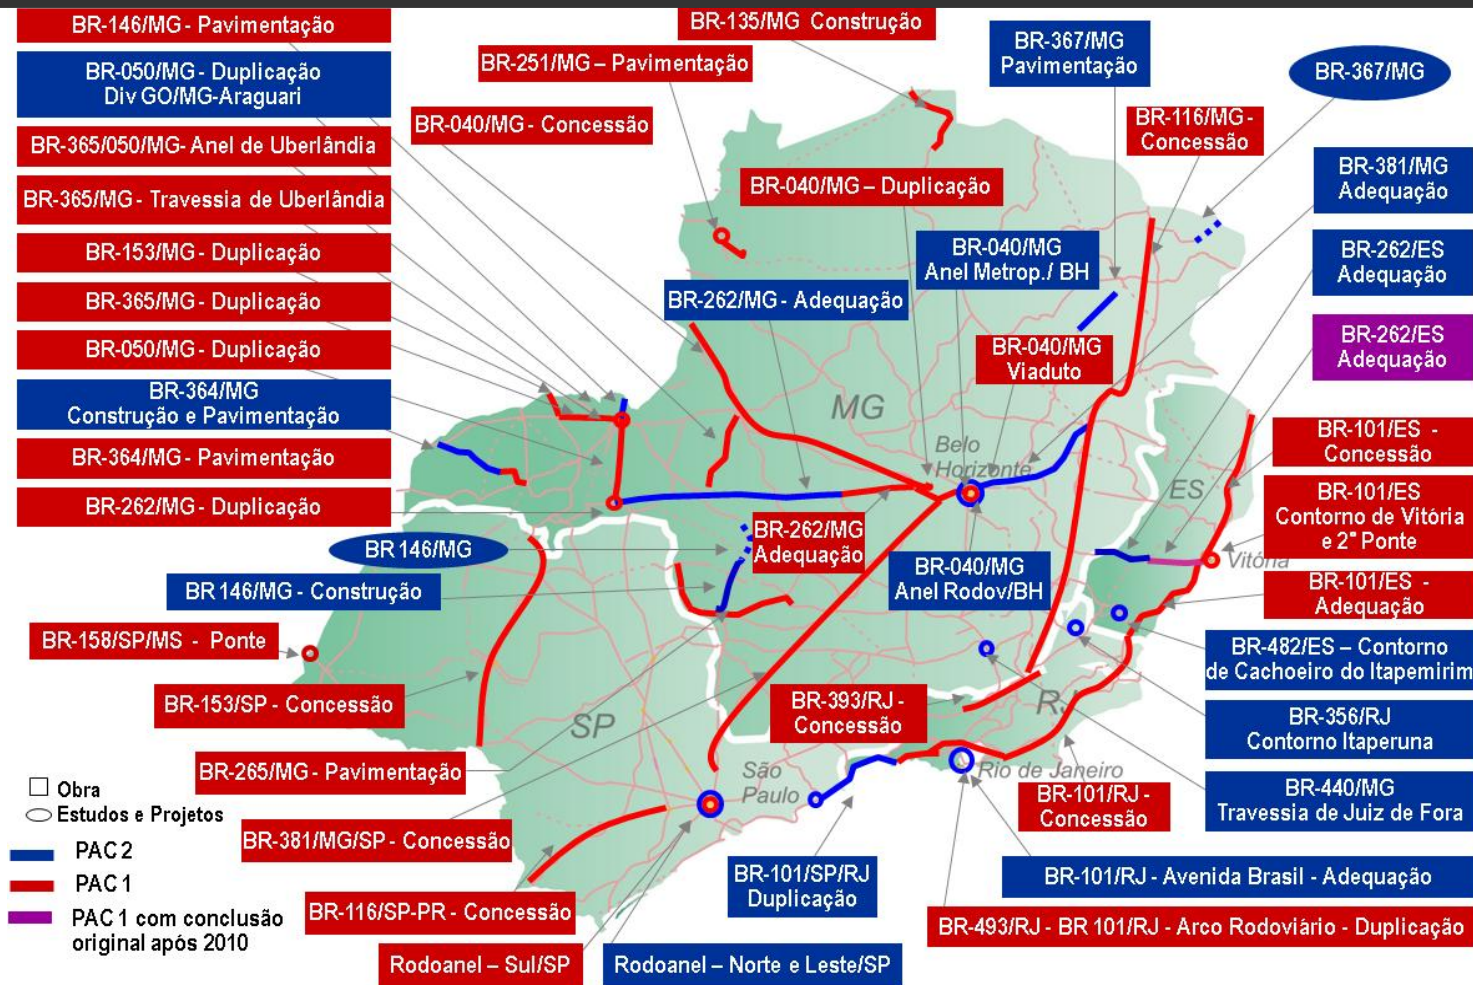 BR-146/MG - Pavimentação
BR-050/MG - Duplicação
Div GO/MG-Araguari
BR-365/050/MG- Anel de Uberlândia
BR-365/MG - Travessia de Uberlândia
BR-153/MG - Duplicação
BR-365/MG - Duplicação
BR-050/MG - Duplicação
BR-364/MG
Construção e Pavimentação
BR-364/MG - Pavimentação
BR-262/MG - Duplicação
BR 146/MG
BR 146/MG - Construção
BR-158/SP/MS - Ponte
BR-153/SP - Concessão
BR-265/MG - Pavimentação
BR-381/MG/SP - Concessão
BR-116/SP-PR - Concessão
Rodoanel – Sul/SP
Rodoanel – Norte e Leste/SP
BR-135/MG Construção
BR-251/MG – Pavimentação
BR-040/MG - Concessão
BR-040/MG – Duplicação
BR-367/MG
Pavimentação
BR-367/MG
BR-116/MG -
Concessão
BR-381/MG
Adequação
BR-262/ES
Adequação
BR-262/ES
Adequação
BR-040/MG
Anel Metrop./ BH
BR-262/MG - Adequação
BR-040/MG
Viaduto
MG
Belo
Horizonte
ES
BR-101/ES -
Concessão
BR-101/ES
Contorno de Vitória
e 2ª Ponte
Vitória
BR-262/MG
Adequação
BR-040/MG
Anel Rodov/BH
BR-101/ES -
Adequação
BR-482/ES – Contorno
de Cachoeiro do Itapemirim
BR-356/RJ
Contorno Itaperuna
BR-440/MG
Travessia de Juiz de Fora
BR-393/RJ -
Concessão
RJ
SP
São
Paulo
Rio de Janeiro
BR-101/RJ -
Concessão
BR-101/SP/RJ
Duplicação
BR-101/RJ - Avenida Brasil - Adequação
BR-493/RJ - BR 101/RJ - Arco Rodoviário - Duplicação
Obra
Estudos e Projetos
PAC 2
PAC 1
PAC 1 com conclusão
original após 2010